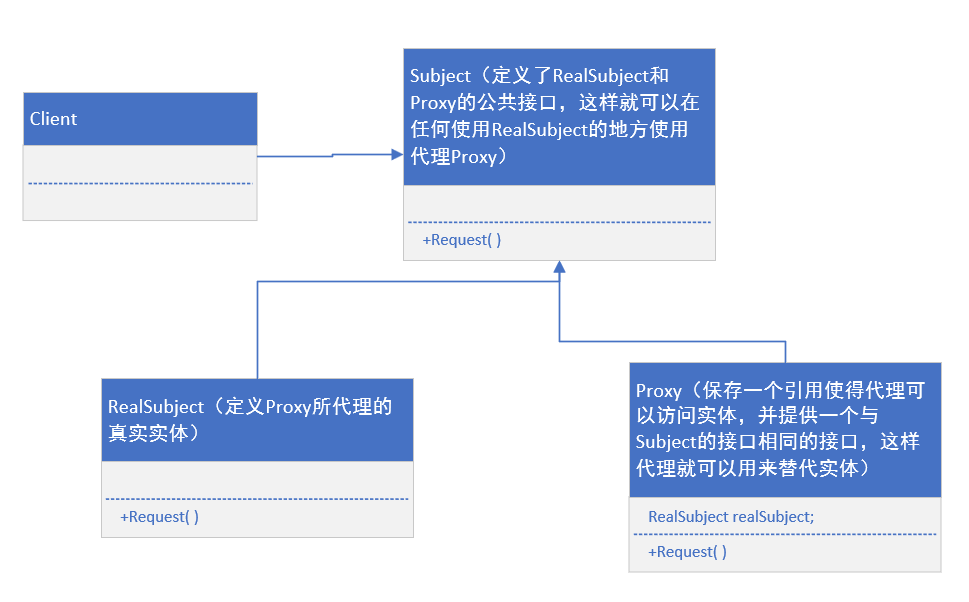 Client
Subject（定义了RealSubject和
Proxy的公共接口，这样就可以在
任何使用RealSubject的地方使用
代理Proxy）
+Request( )
RealSubject（定义Proxy所代理的
真实实体）
+Request( )
Proxy（保存一个引用使得代理可
以访问实体，并提供一个与
Subject的接口相同的接口，这样
代理就可以用来替代实体）
RealSubject realSubject;
+Request( )